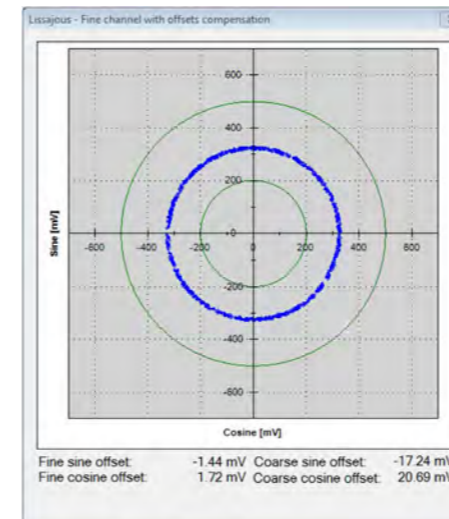 Lissajous - Fine channel with offsets compensation
600
400
200
-600 -400 -200 0 200 400 600
-200
-400
-600
Sine [mV]
Cosine [mV]
Fine sine offset: -1.44 mV Coarse sine offset: -17.24 mV
Fine cosine offset: 1.72 mV Coarse cosine offset: 20.69 mV